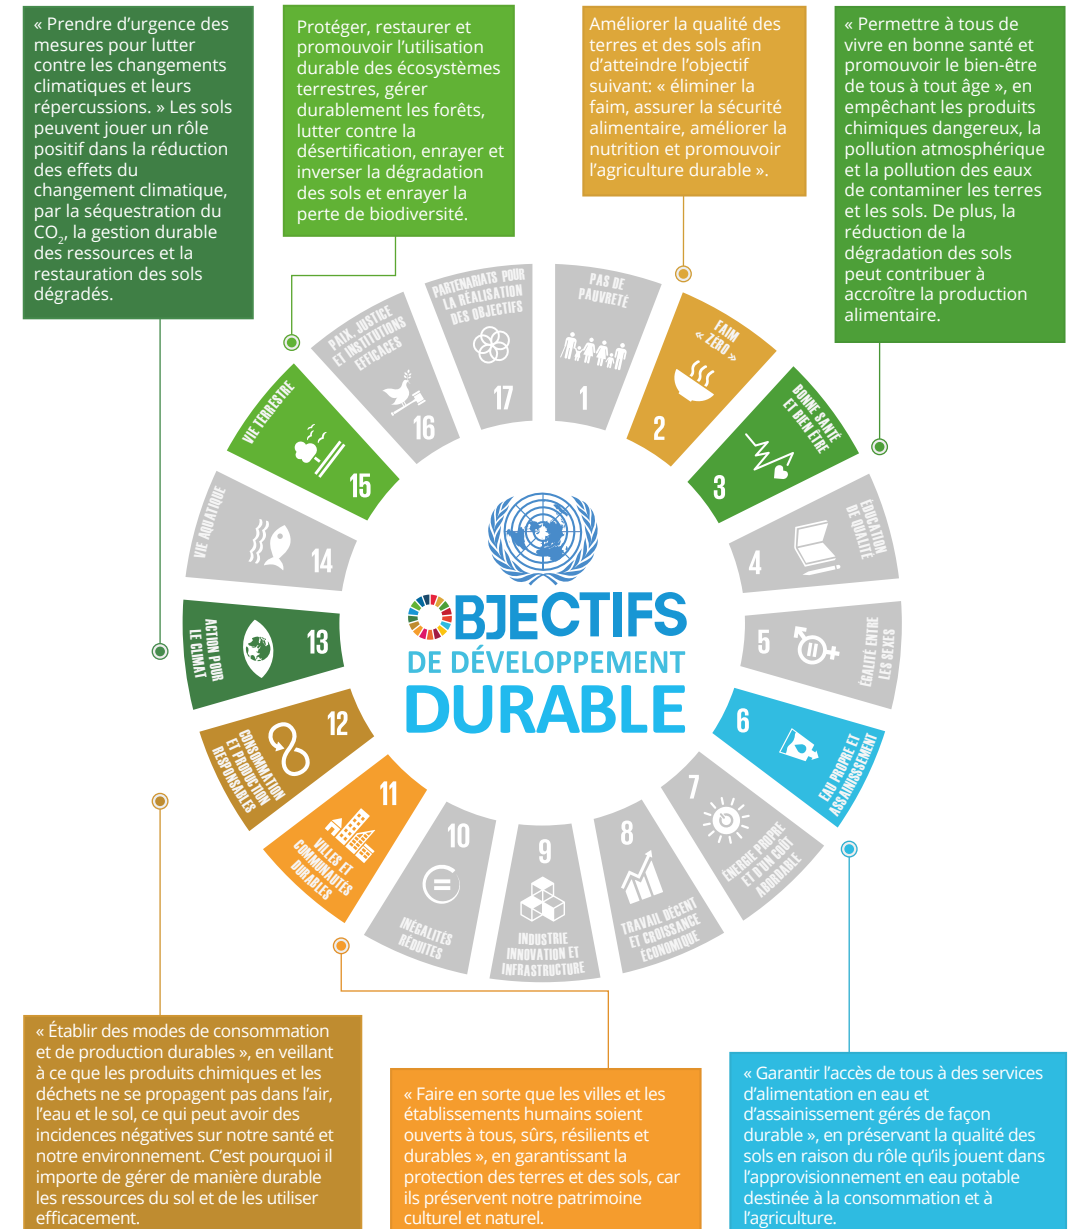 « Prendre d’urgence des
mesures pour lutter
contre les changements
climatiques et leurs
répercussions. » Les sols
peuvent jouer un rôle
positif dans la réduction
des effets du
changement climatique,
par la séquestration du
CO₂, la gestion durable
des ressources et la
restauration des sols
dégradés.
Protéger, restaurer et
promouvoir l’utilisation
durable des écosystèmes
terrestres, gérer
durablement les forêts,
lutter contre la
désertification, enrayer et
inverser la dégradation
des sols et enrayer la
perte de biodiversité.
Améliorer la qualité des
terres et des sols afin
d’atteindre l’objectif
suivant: « éliminer la
faim, assurer la sécurité
alimentaire, améliorer la
nutrition et promouvoir
l’agriculture durable ».
« Permettre à tous de
vivre en bonne santé et
promouvoir le bien-être
de tous à tout âge », en
empêchant les produits
chimiques dangereux, la
pollution atmosphérique
et la pollution des eaux
de contaminer les terres
et les sols. De plus, la
réduction de la
dégradation des sols
peut contribuer à
accroître la production
alimentaire.
PAS DE
PAUVRETÉ
1
FAIM
« ZÉRO »
2
BONNE SANTÉ
ET BIEN ÊTRE
3
ÉDUCATION
DE QUALITÉ
4
ÉGALITÉ ENTRE
LES SEXES
5
EAU PROPRE ET
ASSAINISSSEMENT
6
ÉNERGIE PROPRE
ET D’UN COÛT
ABORDABLE
7
TRAVAIL DÉCENT
ET CROISSANCE
ÉCONOMIQUE
8
INDUSTRIE
INNOVATION ET
INFRASTRUCTURE
9
INÉGALITÉS
RÉDUITES
10
VILLES ET
COMMUNAUTÉS
DURABLES
11
CONSOMMATION
ET PRODUCTION
RESPONSABLES
12
ACTION POUR
LE CLIMAT
13
VIE AQUATIQUE
14
VIE TERRESTRE
15
PAIX, JUSTICE
ET INSTITUTIONS
EFFICACES
16
PARTENARIATS POUR
LA RÉALISATION
DES OBJECTIFS
17
OBJECTIFS
DE DÉVELOPPEMENT
DURABLE
« Établir des modes de consommation
et de production durables », en veillant
à ce que les produits chimiques et les
déchets ne se propagent pas dans l’air,
l’eau et le sol, ce qui peut avoir des
incidences négatives sur notre santé et
notre environnement. C’est pourquoi il
importe de gérer de manière durable
les ressources du sol et de les utiliser
efficacement.
« Faire en sorte que les villes et les
établissements humains soient
ouverts à tous, sûrs, résilients et
durables », en garantissant la
protection des terres et des sols, car
ils préservent notre patrimoine
culturel et naturel.
« Garantir l’accès de tous à des services
d’alimentation en eau et
d’assainissement gérés de façon
durable », en préservant la qualité des
sols en raison du rôle qu’ils jouent dans
l’approvisionnement en eau potable
destinée à la consommation et à
l’agriculture.